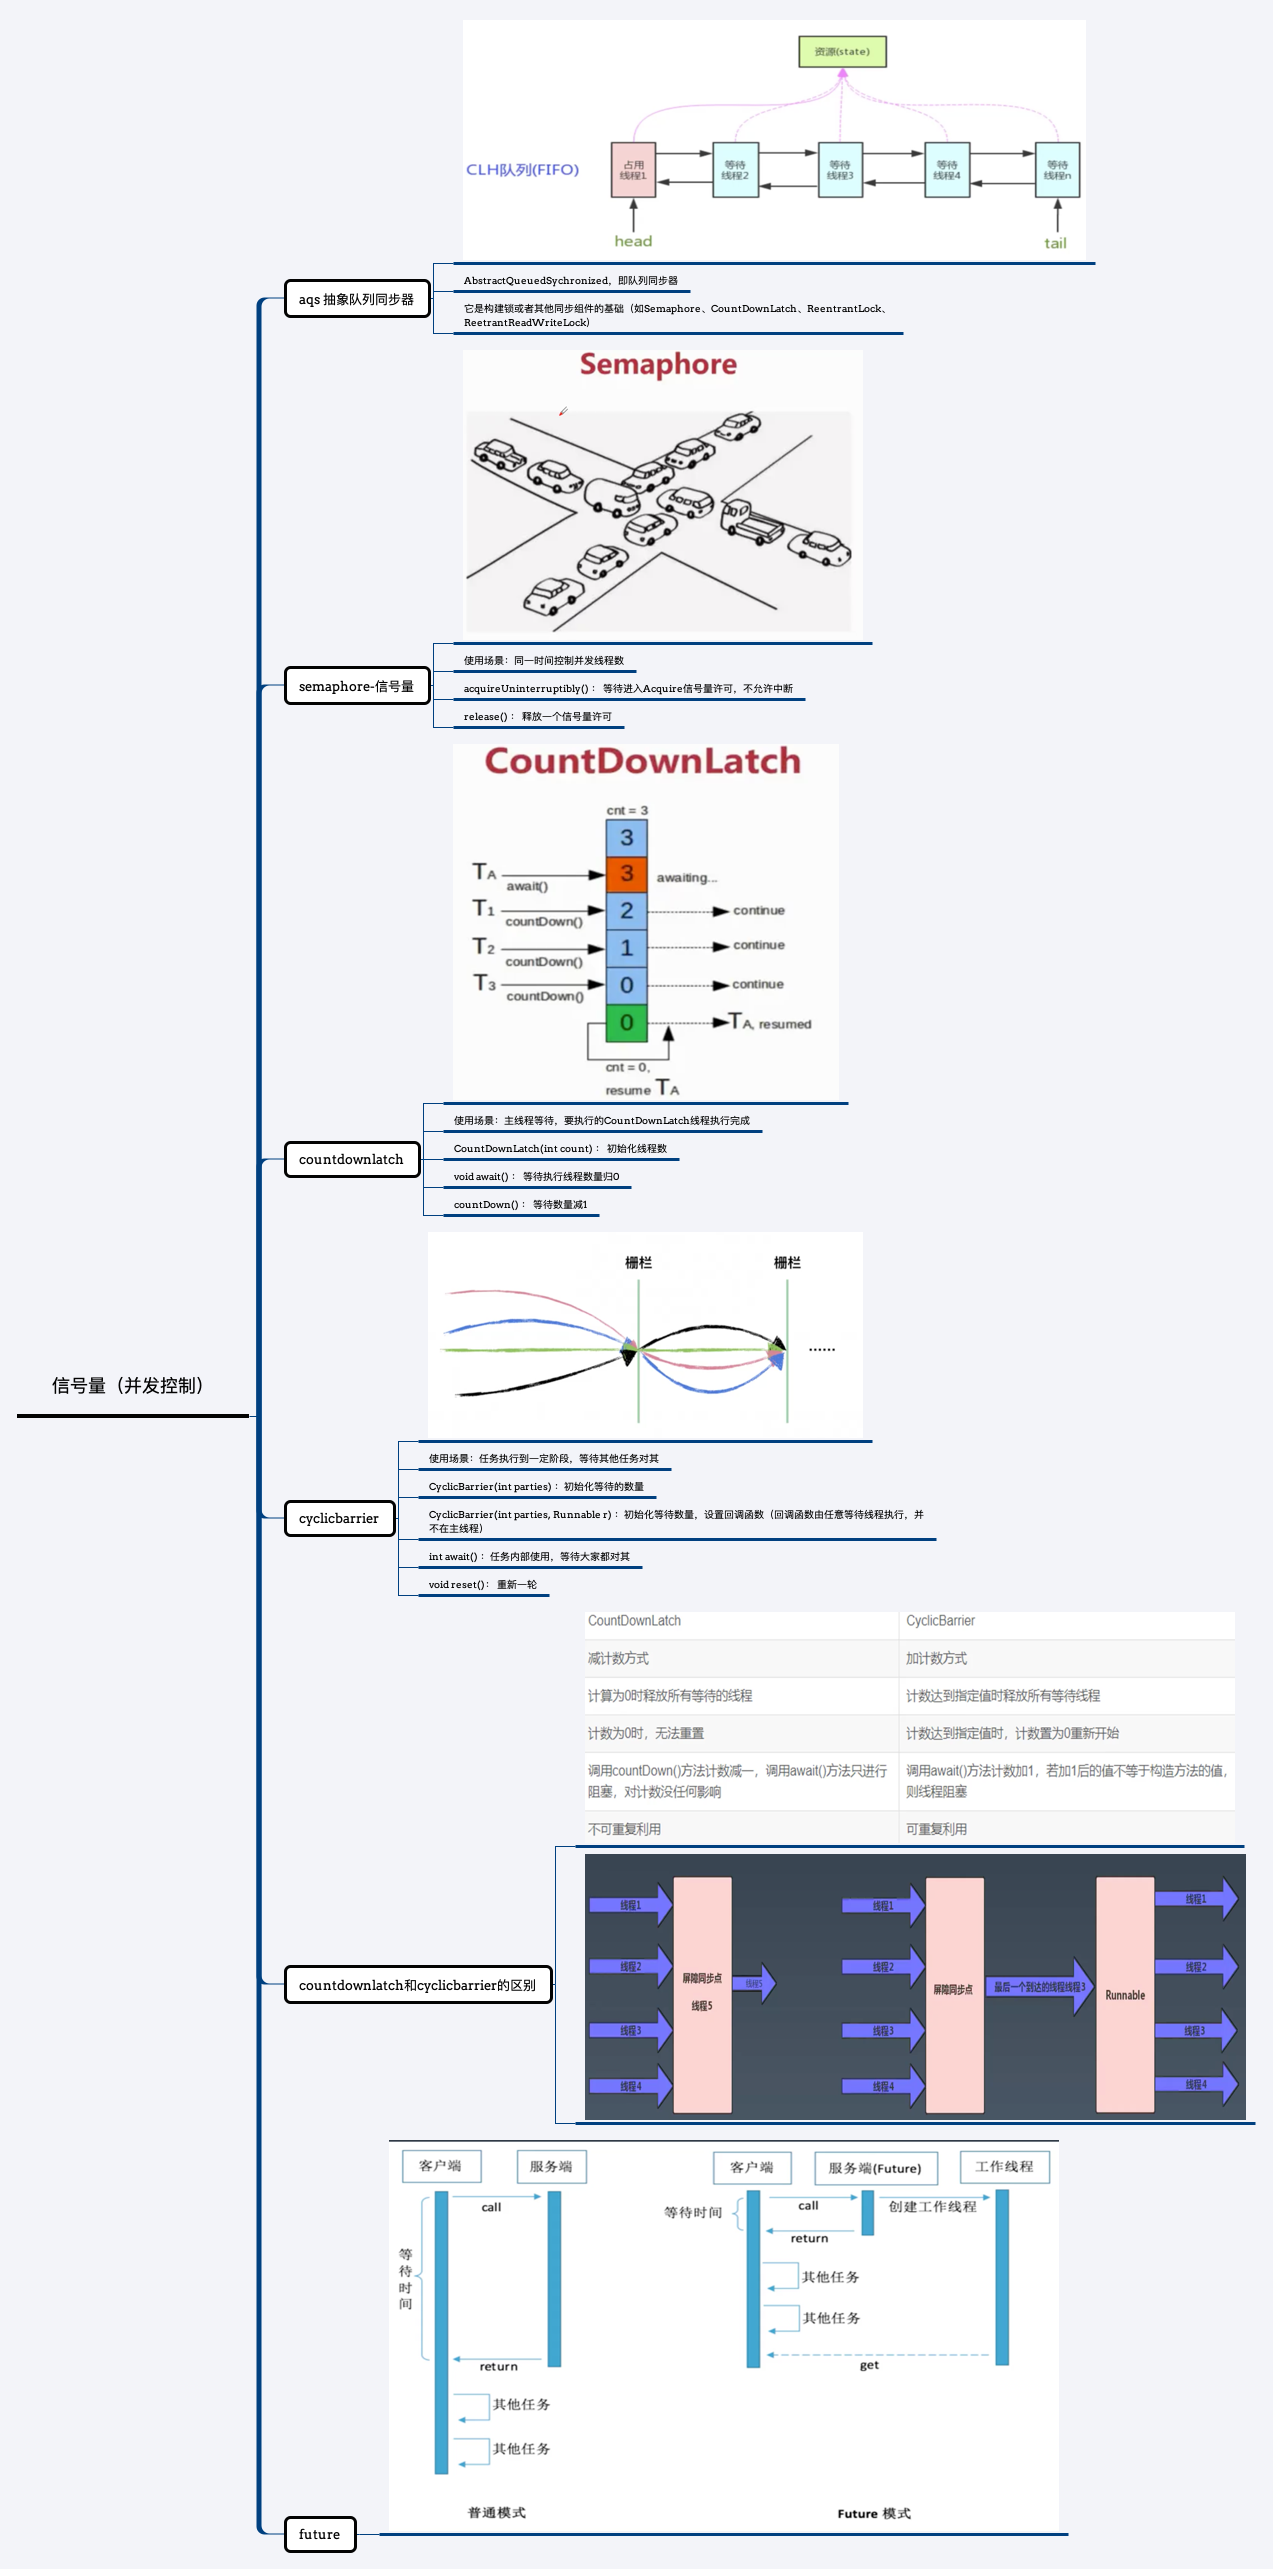 信号量（并发控制）
资源(state)
CLH队列(FIFO)
占用
线程1
等待
线程2
等待
线程3
等待
线程4
等待
线程n
head
tail
aqs 抽象队列同步器
AbstractQueuedSychronized，即队列同步器
它是构建锁或者其他同步组件的基础（如Semaphore、CountDownLatch、ReentrantLock、
ReetrantReadWriteLock）
Semaphore
semaphore-信号量
使用场景：同一时间控制并发线程数
acquireUninterruptibly()： 等待进入Acquire信号量许可，不允许中断
release()： 释放一个信号量许可
CountDownLatch
cnt = 3
3
TA
await()
3
awaiting...
T1
countDown()
2
continue
T2
countDown()
1
continue
T3
countDown()
0
continue
0
TA, resumed
cnt = 0,
resume TA
countdownlatch
使用场景：主线程等待，要执行的CountDownLatch线程执行完成
CountDownLatch(int count)： 初始化线程数
void await()： 等待执行线程数量归0
countDown()： 等待数量减1
栅栏
栅栏
......
cyclicbarrier
使用场景：任务执行到一定阶段，等待其他任务对其
CyclicBarrier(int parties)：初始化等待的数量
CyclicBarrier(int parties, Runnable r)：初始化等待数量，设置回调函数（回调函数由任意等待线程执行，并
不在主线程）
int await()：任务内部使用，等待大家都对其
void reset()： 重新一轮
countdownlatch和cyclicbarrier的区别
CountDownLatch
CyclicBarrier
减计数方式
加计数方式
计算为0时释放所有等待的线程
计数达到指定值时释放所有等待线程
计数为0时，无法重置
计数达到指定值时，计数置为0重新开始
调用countDown()方法计数减一，调用await()方法只进行
阻塞，对计数没任何影响
调用await()方法计数加1，若加1后的值不等于构造方法的值，
则线程阻塞
不可重复利用
可重复利用
线程1
线程2
线程3
线程4
屏障同步点
线程5
线程5
线程1
线程2
线程3
线程4
屏障同步点
最后一个到达的线程线程3
Runnable
线程1
线程2
线程3
线程4
future
客户端
服务端
call
等
待
时
间
return
其他任务
其他任务
普通模式
客户端
服务端(Future)
工作线程
等待时间
call
创建工作线程
return
其他任务
其他任务
get
Future 模式